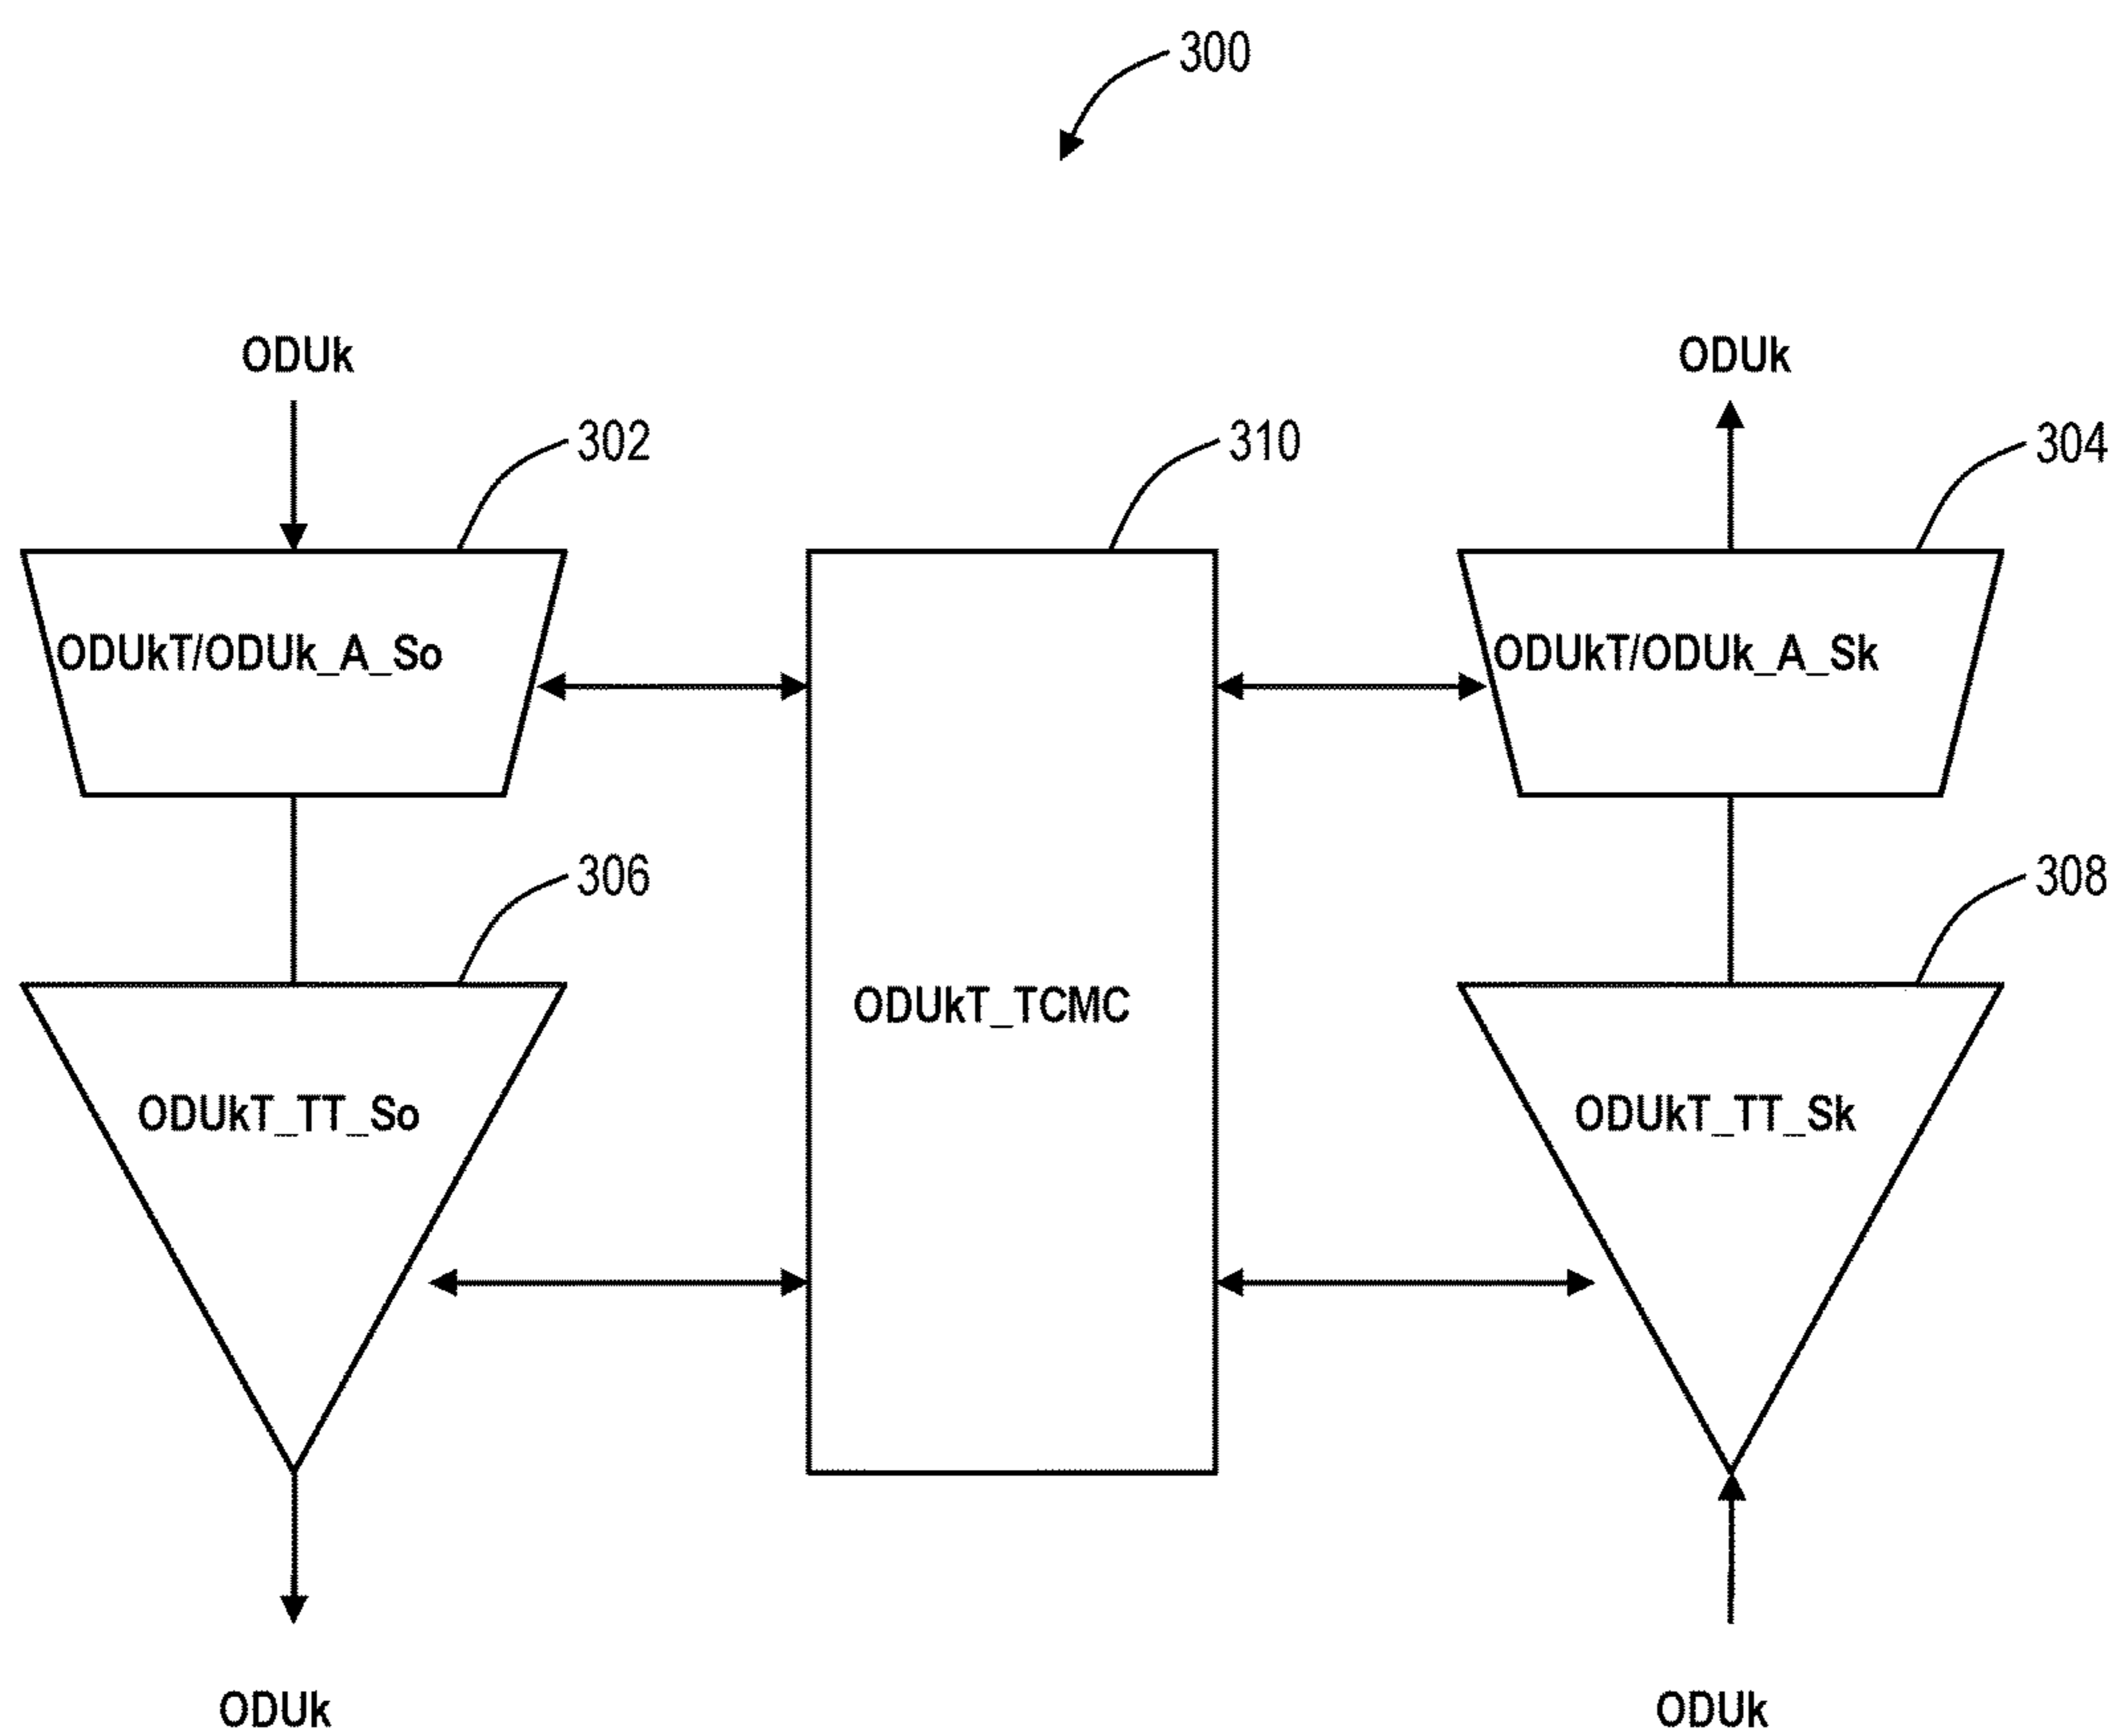 300
ODUk
ODUk
302
310
304
ODUkT/ODUk_A_So
ODUkT/ODUk_A_Sk
306
308
ODUkT_TCMC
ODUkT_TT_So
ODUkT_TT_Sk
ODUk
ODUk